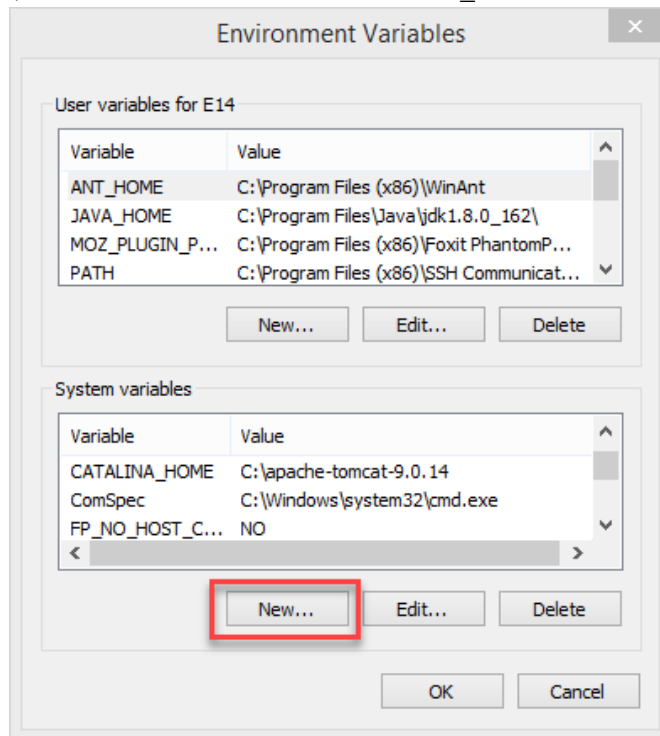 Environment Variables
User variables for E14
Variable Value
ANT_HOME C:\Program Files (x86)\WinAnt
JAVA_HOME C:\Program Files\Java\jdk1.8.0_162\
MOZ_PLUGIN_P... C:\Program Files (x86)\Foxit PhantomP...
PATH C:\Program Files (x86)\SSH Communicat...
New... Edit... Delete
System variables
Variable Value
CATALINA_HOME C:\apache-tomcat-9.0.14
ComSpec C:\Windows\system32\cmd.exe
FP_NO_HOST_C... NO
New... Edit... Delete
OK Cancel